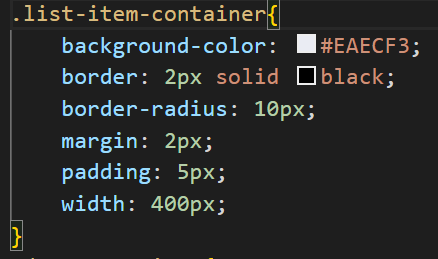 .list-item-container{
background-color: #EAECF3;
border: 2px solid black;
border-radius: 10px;
margin: 2px;
padding: 5px;
width: 400px;
}